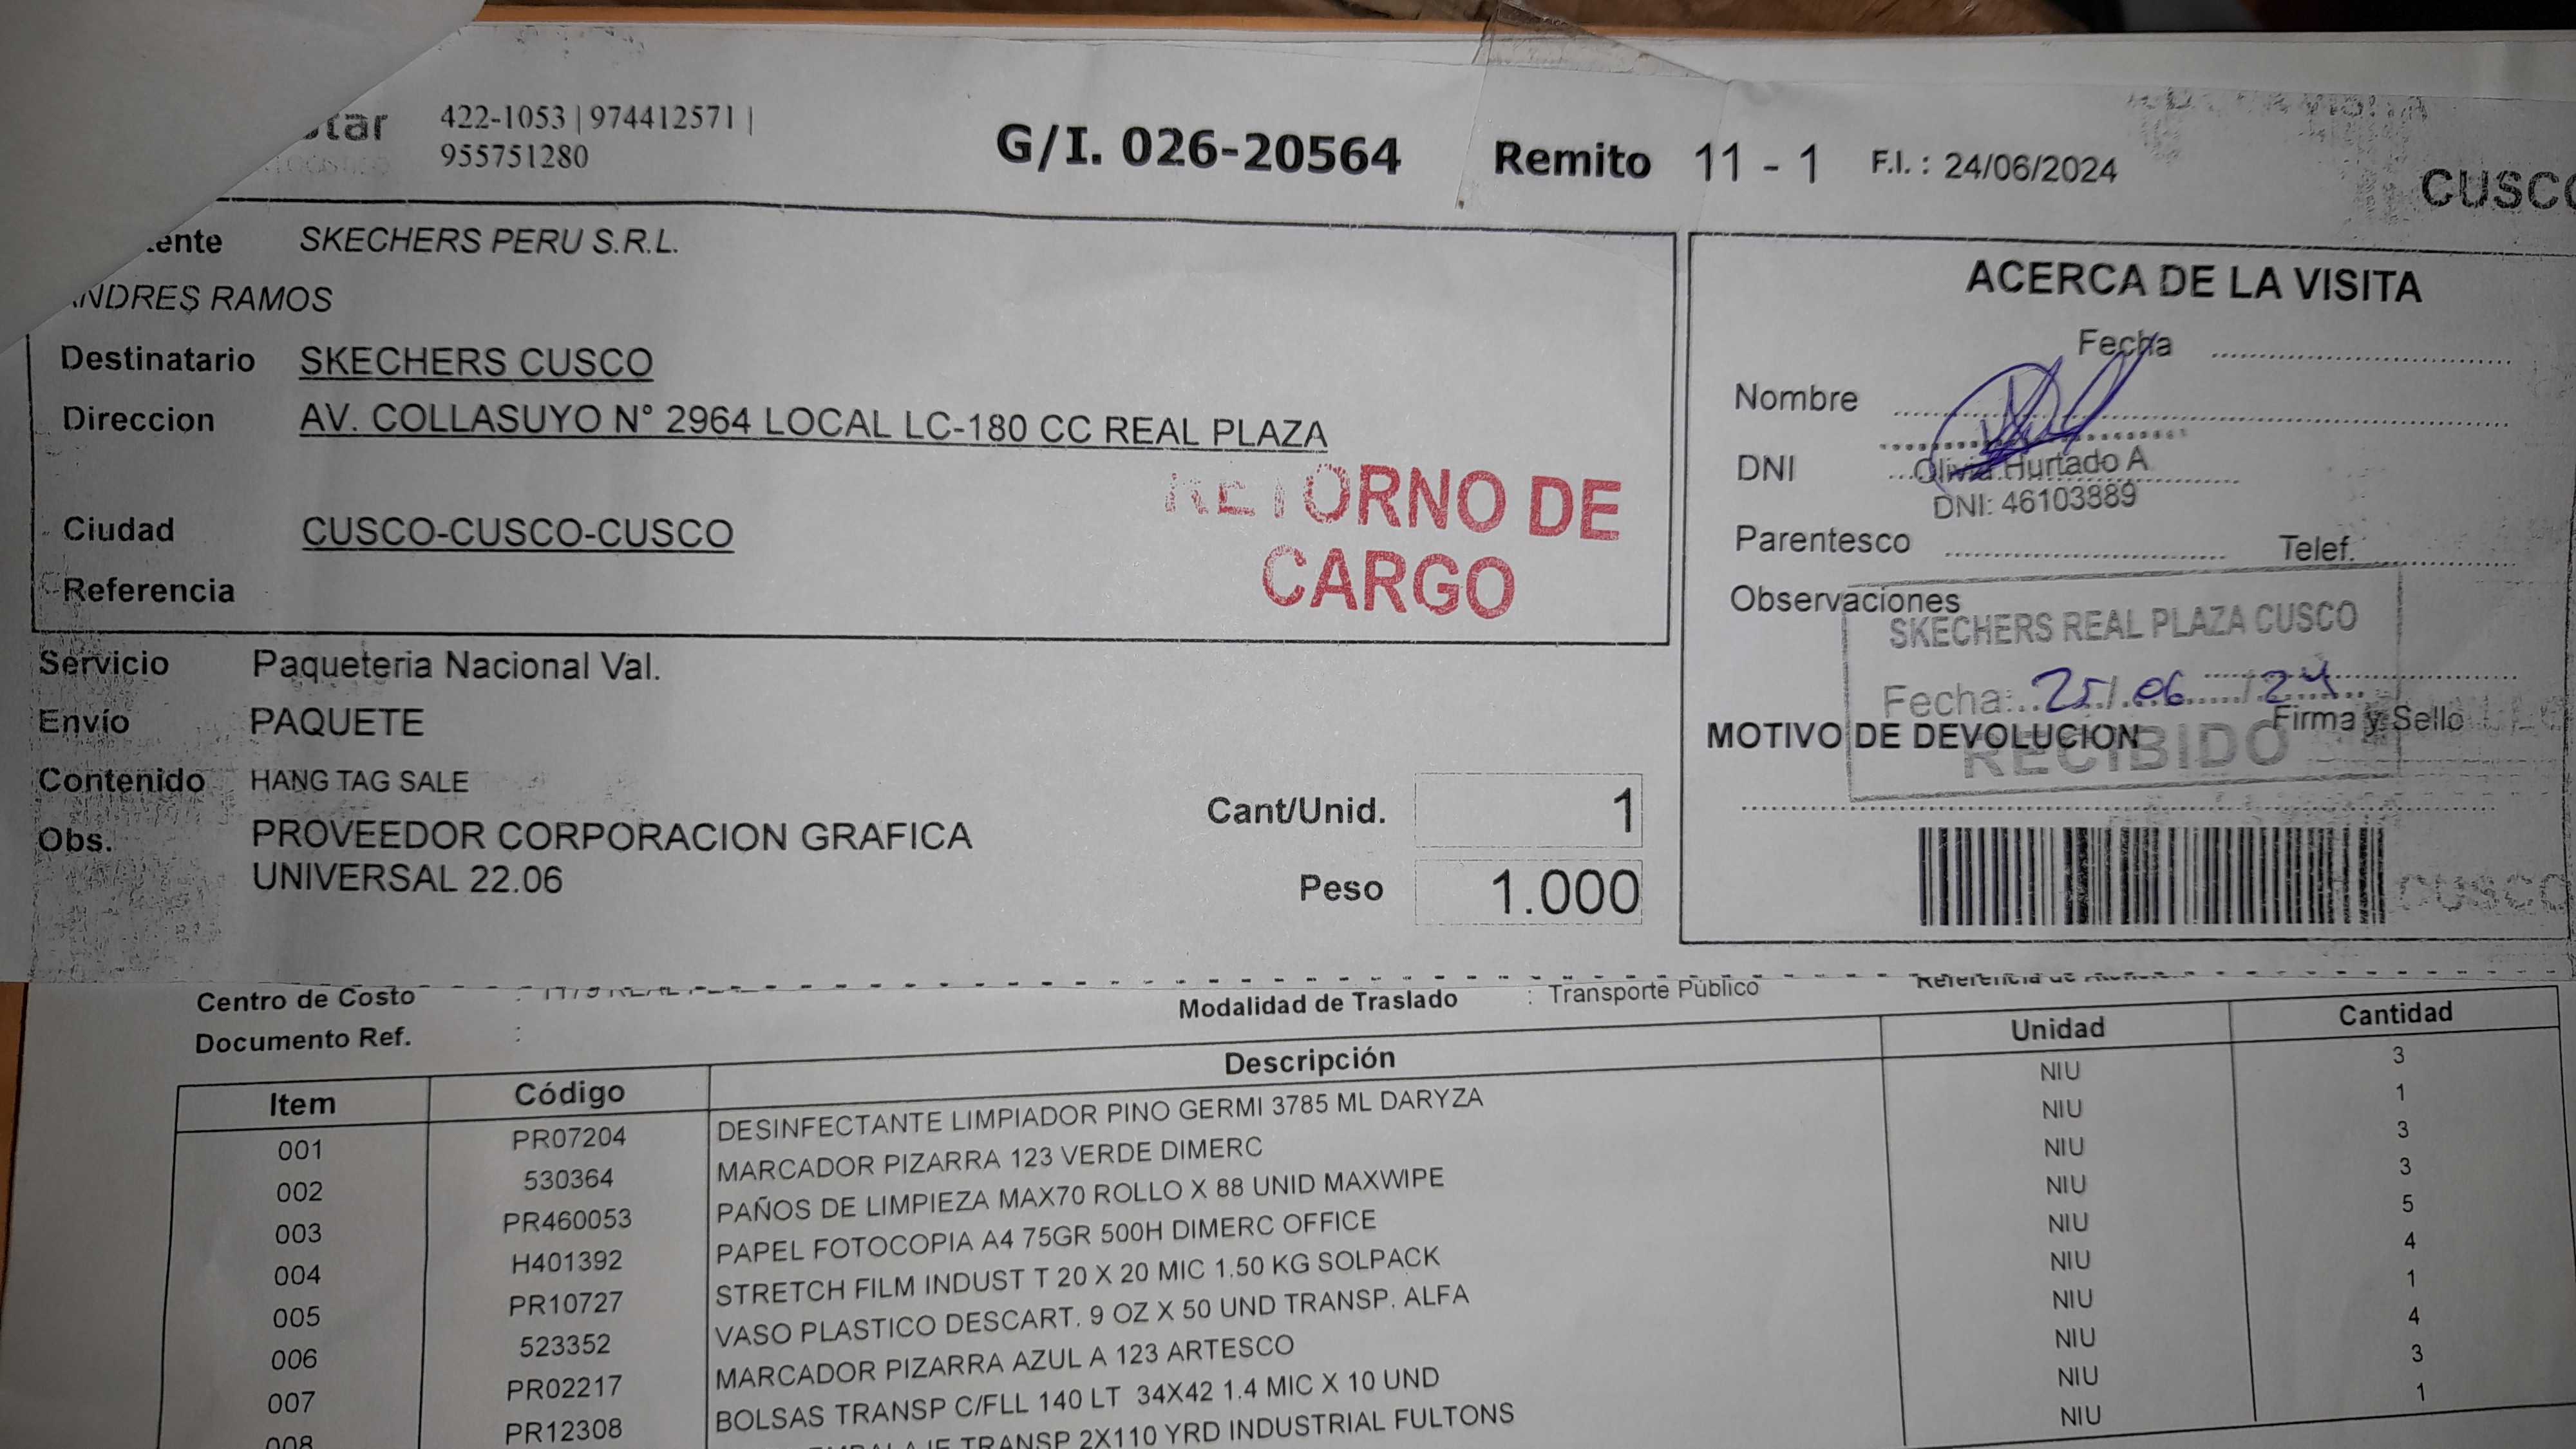 422-1053 | 974412571 |
955751280
G/I. 026-20564 Remito 11 - 1 F.I. : 24/06/2024
SKECHERS PERU S.R.L.
ANDRES RAMOS
Destinatario SKECHERS CUSCO
Direccion AV. COLLASUYO N° 2964 LOCAL LC-180 CC REAL PLAZA
Ciudad CUSCO-CUSCO-CUSCO
Referencia
RETORNO DE
CARGO
Servicio Paqueteria Nacional Val.
Envío PAQUETE
Contenido HANG TAG SALE
Obs. PROVEEDOR CORPORACION GRAFICA
UNIVERSAL 22.06
Cant/Unid. 1
Peso 1.000
CUSCO
ACERCA DE LA VISITA
Fecha
Nombre
DNI Olivia Hurtado A
DNI: 46103889
Parentesco Telef.
Observaciones
SKECHERS REAL PLAZA CUSCO
Fecha: 25/06/24
Firma y Sello
MOTIVO DE DEVOLUCION
RECIBIDO
CUSCO
Centro de Costo :
Modalidad de Traslado : Transporte Público
Documento Ref. :
Item Código Descripción Unidad Cantidad
001 PR07204 DESINFECTANTE LIMPIADOR PINO GERMI 3785 ML DARYZA NIU 3
002 530364 MARCADOR PIZARRA 123 VERDE DIMERC NIU 1
003 PR460053 PAÑOS DE LIMPIEZA MAX70 ROLLO X 88 UNID MAXWIPE NIU 3
004 H401392 PAPEL FOTOCOPIA A4 75GR 500H DIMERC OFFICE NIU 3
005 PR10727 STRETCH FILM INDUST T 20 X 20 MIC 1.50 KG SOLPACK NIU 5
006 523352 VASO PLASTICO DESCART. 9 OZ X 50 UND TRANSP. ALFA NIU 4
007 PR02217 MARCADOR PIZARRA AZUL A 123 ARTESCO NIU 1
008 PR12308 BOLSAS TRANSP C/FLL 140 LT 34X42 1.4 MIC X 10 UND NIU 4
TRANSP 2X110 YRD INDUSTRIAL FULTONS NIU 3
NIU 1